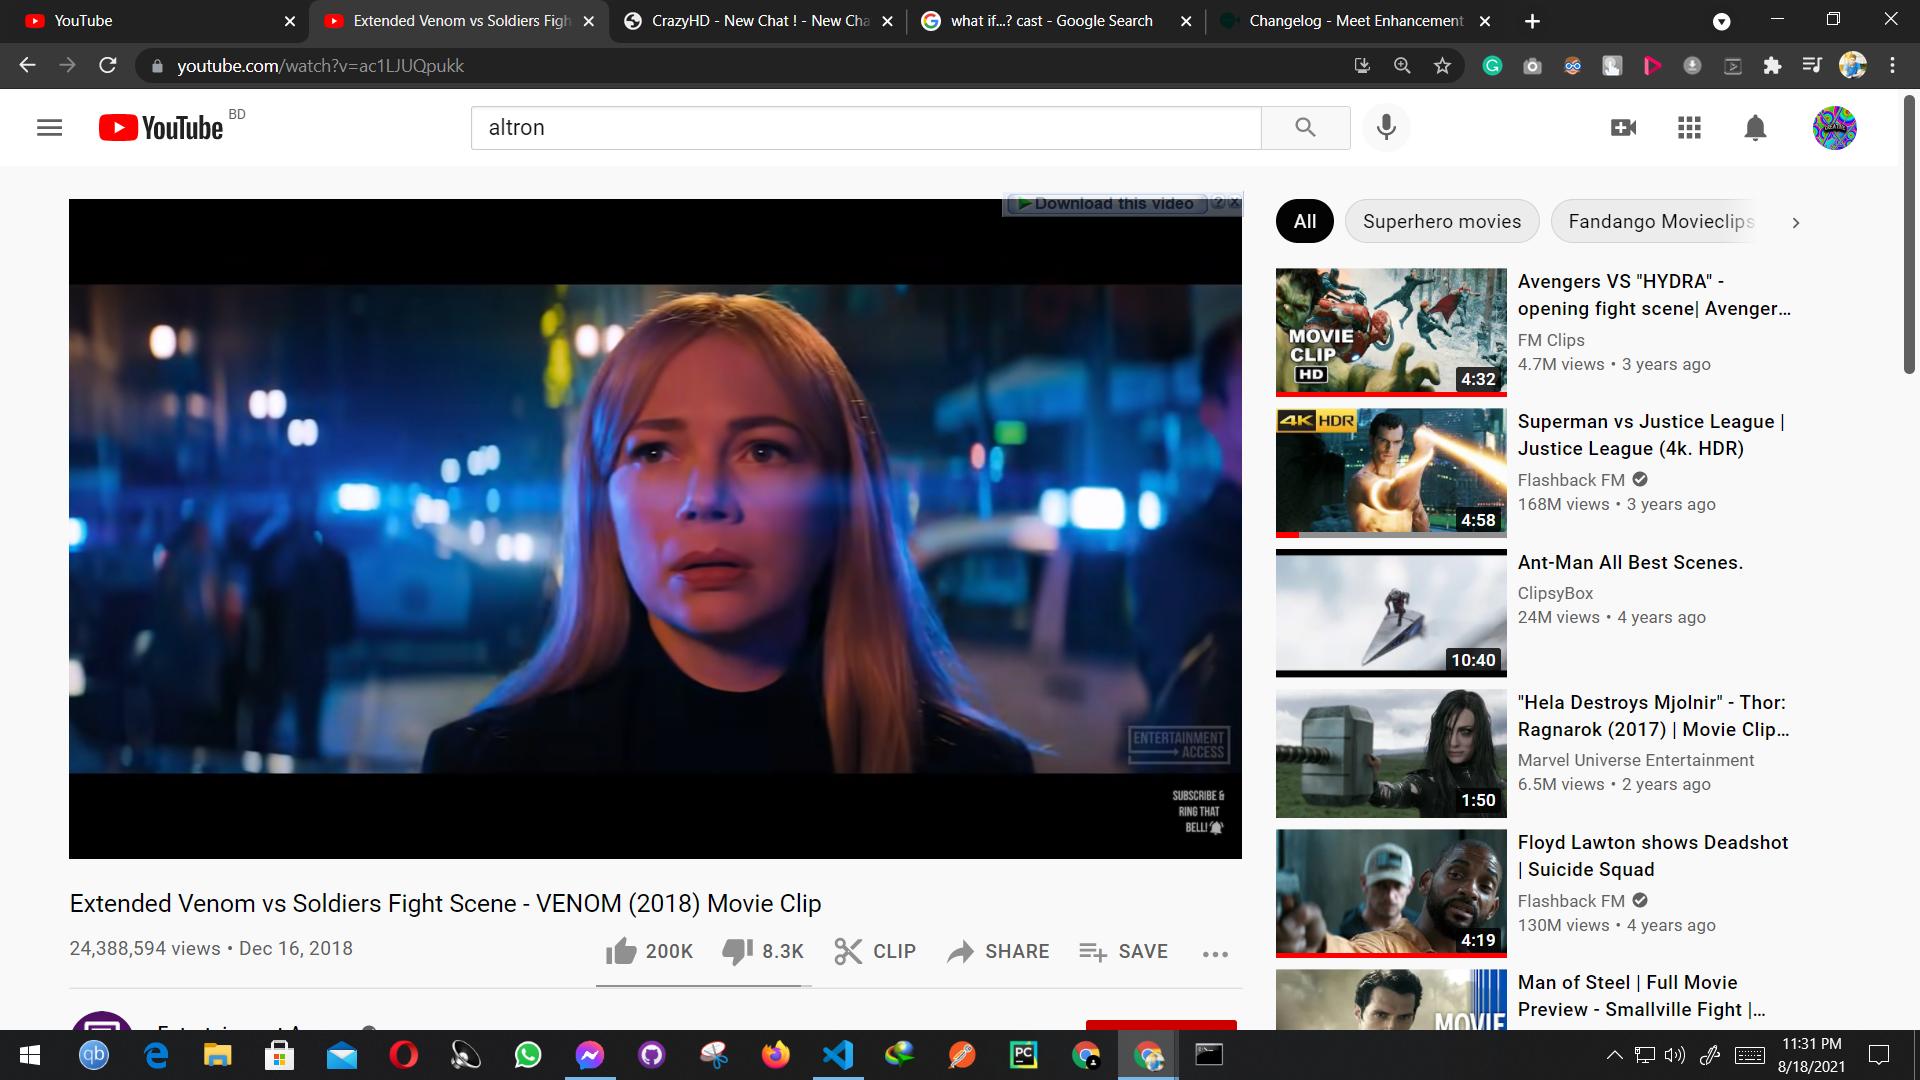 YouTube
Extended Venom vs Soldiers Figh
CrazyHD - New Chat ! - New Cha
what if...? cast - Google Search
Changelog - Meet Enhancement
youtube.com/watch?v=ac1LJUQpukk
YouTube BD
altron
Download this video ? x
All
Superhero movies
Fandango Movieclips
ENTERTAINMENT
ACCESS
SUBSCRIBE &
RING THAT
BELL!
Extended Venom vs Soldiers Fight Scene - VENOM (2018) Movie Clip
24,388,594 views • Dec 16, 2018
200K
8.3K
CLIP
SHARE
SAVE
MOVIE
CLIP
HD
4:32
Avengers VS "HYDRA" -
opening fight scene| Avenger...
FM Clips
4.7M views • 3 years ago
4K HDR
4:58
Superman vs Justice League |
Justice League (4k. HDR)
Flashback FM
168M views • 3 years ago
10:40
Ant-Man All Best Scenes.
ClipsyBox
24M views • 4 years ago
1:50
"Hela Destroys Mjolnir" - Thor:
Ragnarok (2017) | Movie Clip...
Marvel Universe Entertainment
6.5M views • 2 years ago
4:19
Floyd Lawton shows Deadshot
| Suicide Squad
Flashback FM
130M views • 4 years ago
MOVIE
Man of Steel | Full Movie
Preview - Smallville Fight |...
qb
PC
11:31 PM
8/18/2021